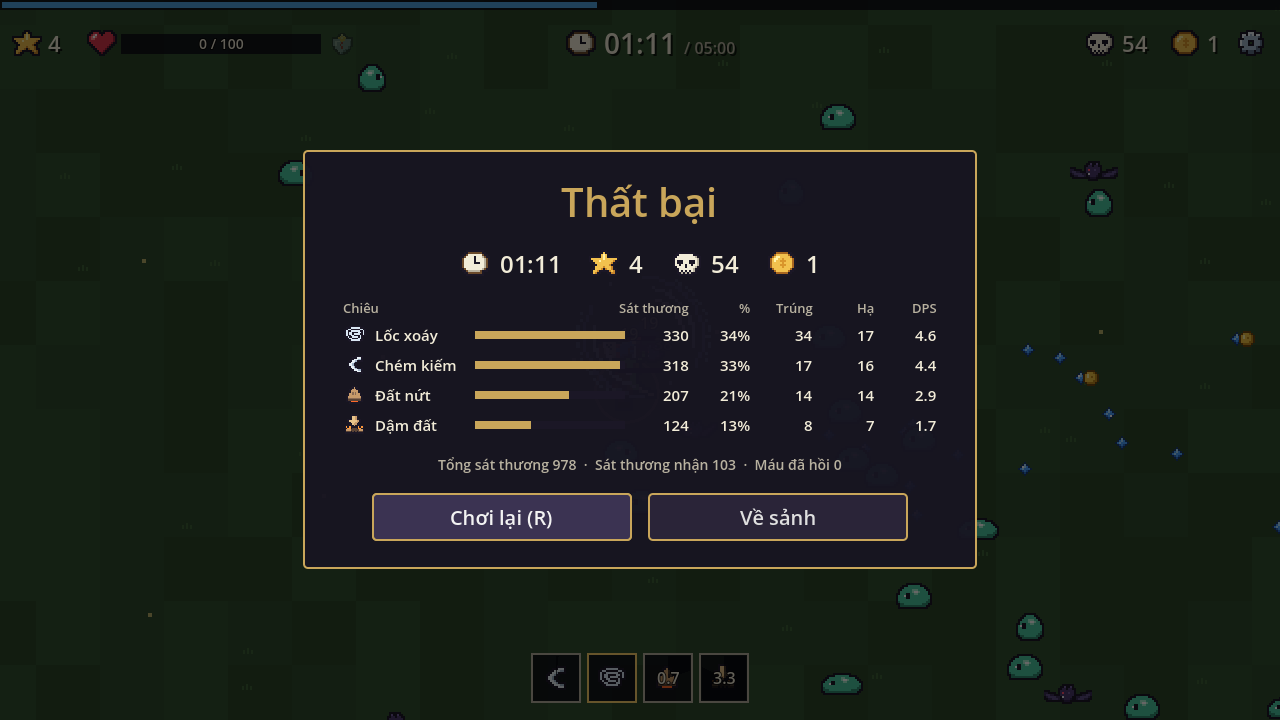 4 0 / 100 01:11 / 05:00 54 1
Thất bại
01:11 4 54 1
Chiêu Sát thương % Trúng Hạ DPS
Lốc xoáy 330 34% 34 17 4.6
Chém kiếm 318 33% 17 16 4.4
Đất nứt 207 21% 14 14 2.9
Dậm đất 124 13% 8 7 1.7
Tổng sát thương 978 · Sát thương nhận 103 · Máu đã hồi 0
Chơi lại (R) Về sảnh
0.7 3.3